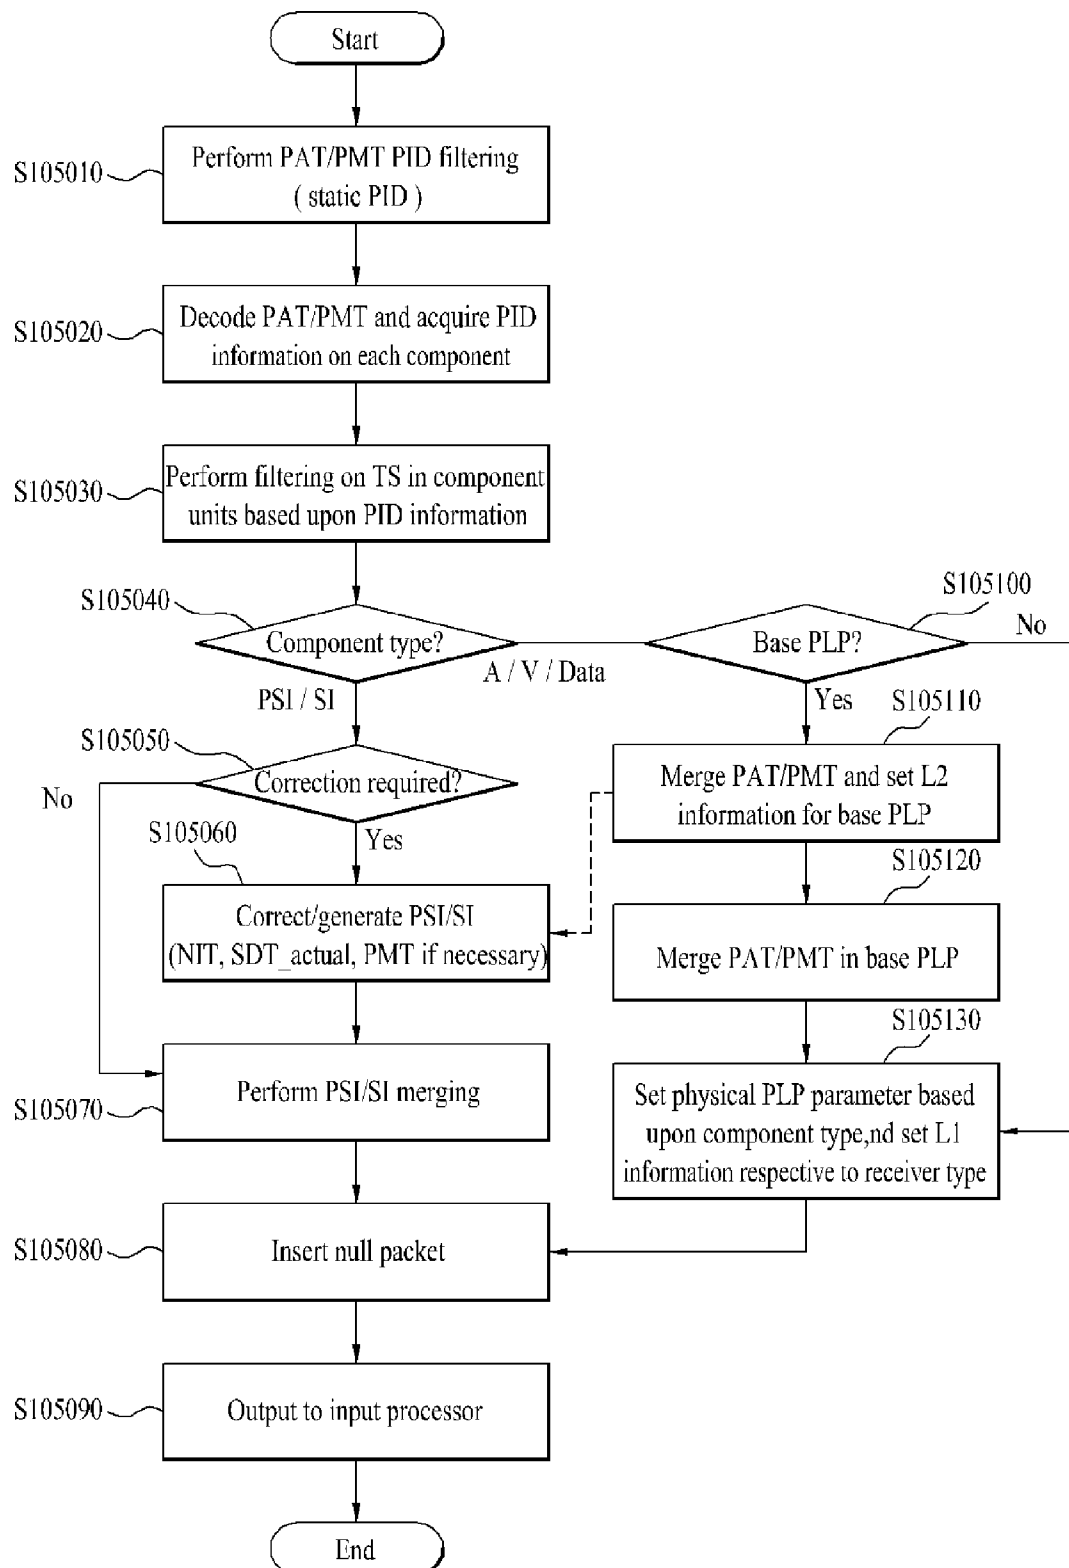 Start
S105010
Perform PAT/PMT PID filtering
( static PID )
S105020
Decode PAT/PMT and acquire PID
information on each component
S105030
Perform filtering on TS in component
units based upon PID information
S105040
Component type?
A / V / Data
PSI / SI
S105100
Base PLP?
No
Yes
S105050
Correction required?
No
Yes
S105110
Merge PAT/PMT and set L2
information for base PLP
S105060
Correct/generate PSI/SI
(NIT, SDT_actual, PMT if necessary)
S105120
Merge PAT/PMT in base PLP
S105070
Perform PSI/SI merging
S105130
Set physical PLP parameter based
upon component type,nd set L1
information respective to receiver type
S105080
Insert null packet
S105090
Output to input processor
End